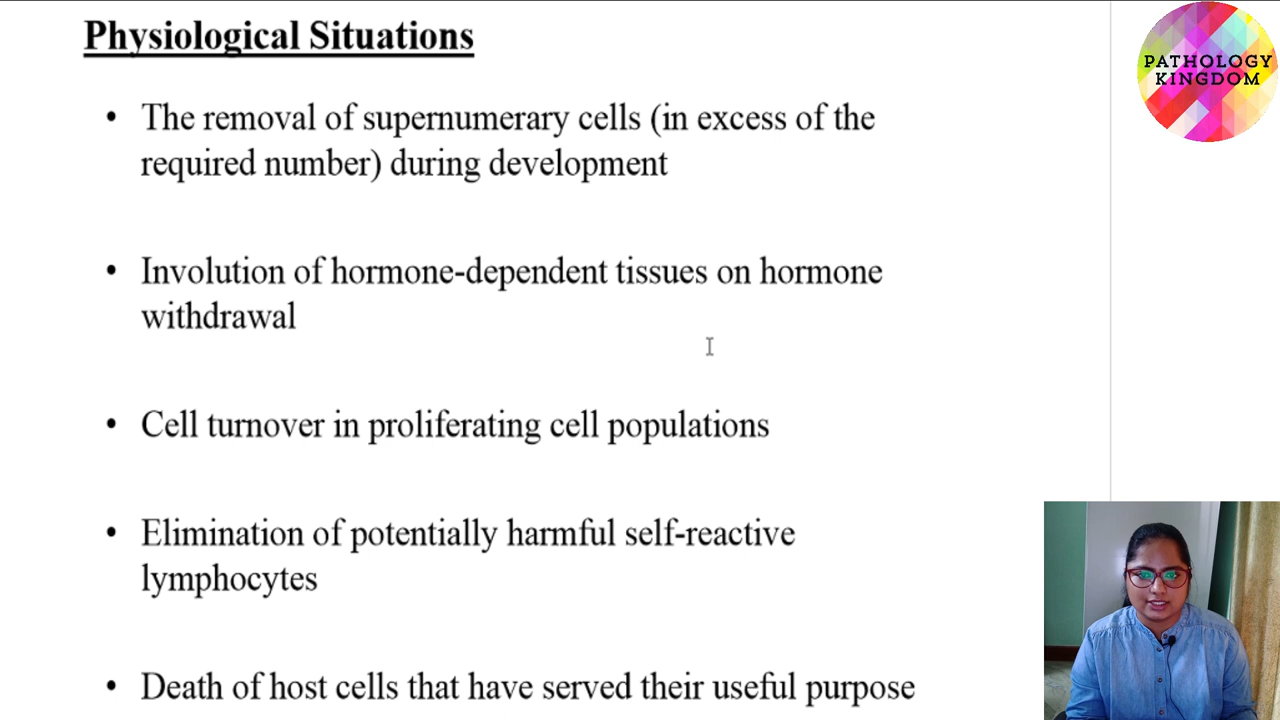 Physiological Situations
PATHOLOGY
KINGDOM
• The removal of supernumerary cells (in excess of the
required number) during development
• Involution of hormone-dependent tissues on hormone
withdrawal
• Cell turnover in proliferating cell populations
• Elimination of potentially harmful self-reactive
lymphocytes
• Death of host cells that have served their useful purpose